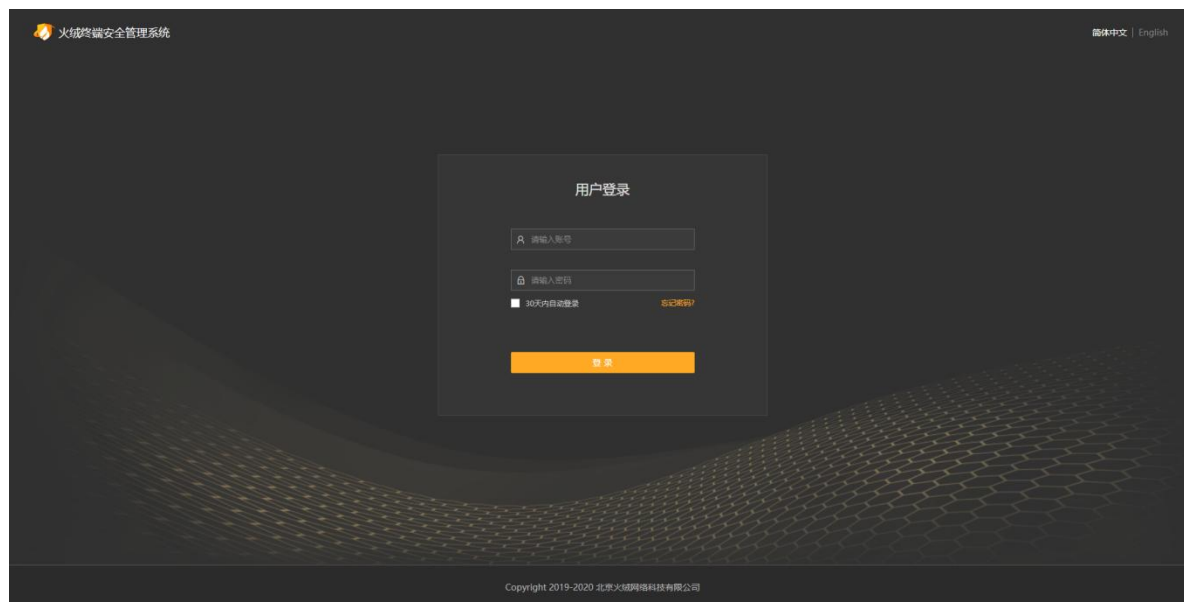 火绒终端安全管理系统
简体中文 | English
用户登录
请输入账号
请输入密码
30天内自动登录 忘记密码?
登 录
Copyright 2019-2020 北京火绒网络科技有限公司